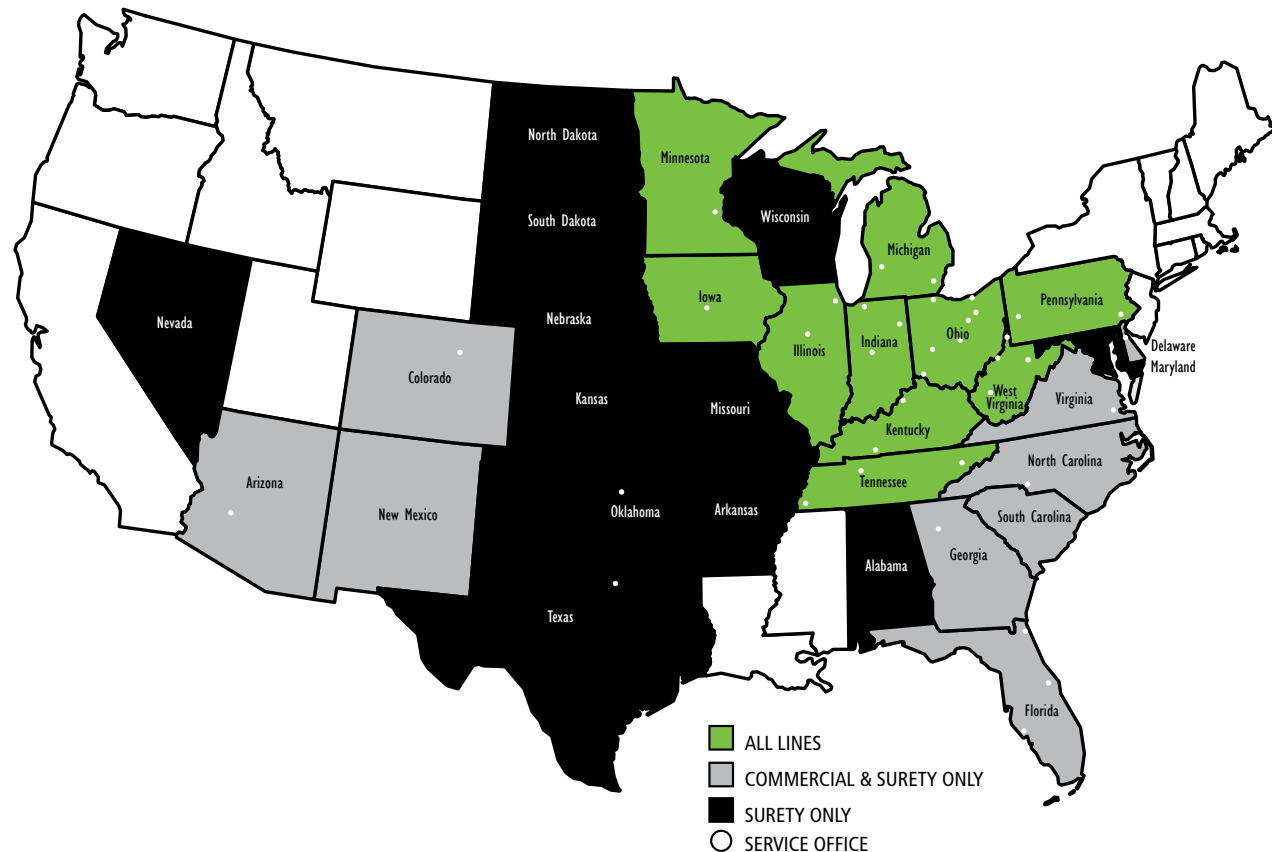 North Dakota
Minnesota
South Dakota
Wisconsin
Michigan
Iowa
Pennsylvania
Nevada
Nebraska
Ohio
Illinois
Indiana
Delaware
Maryland
Colorado
Kansas
Missouri
West
Virginia
Virginia
Kentucky
North Carolina
Arizona
Tennessee
New Mexico
Oklahoma
Arkansas
South Carolina
Georgia
Alabama
Texas
Florida
ALL LINES
COMMERCIAL & SURETY ONLY
SURETY ONLY
SERVICE OFFICE